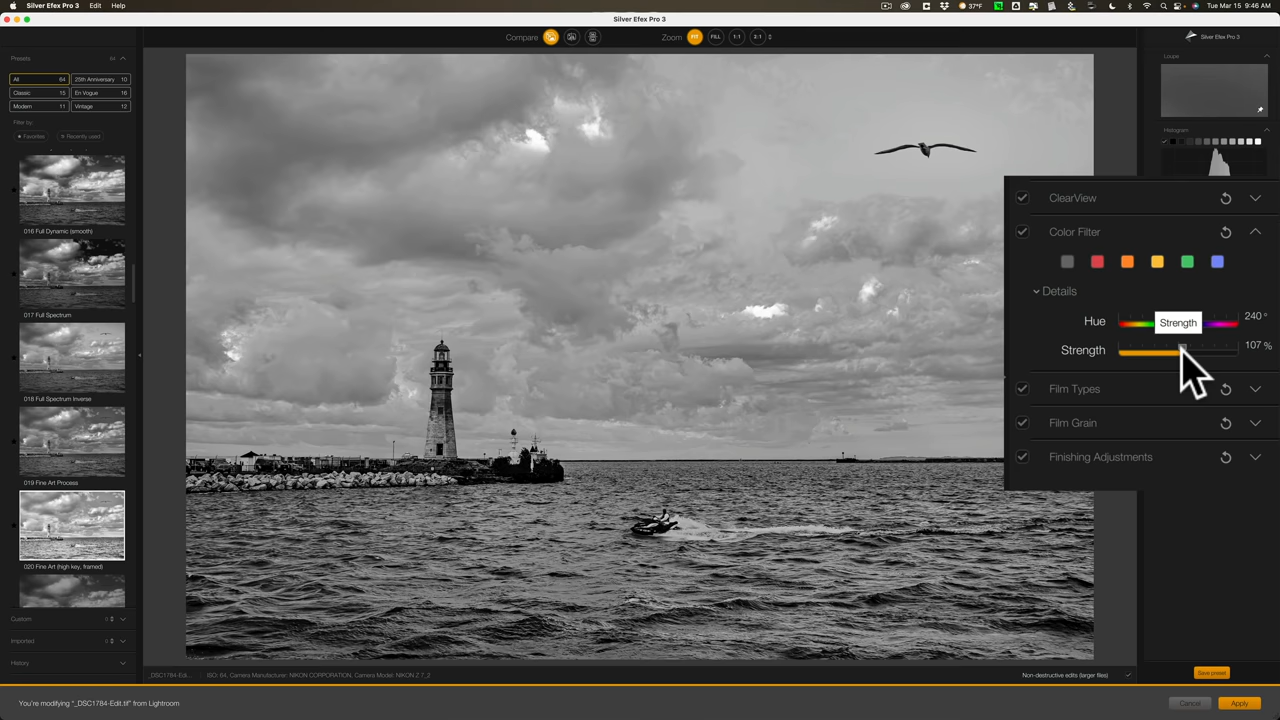 Silver Efex Pro 3 Edit Help
37°F
Tue Mar 15 9:46 AM
Silver Efex Pro 3
Compare
Zoom FIT FILL 1:1 2:1
Silver Efex Pro 3
Presets 64
All 64 25th Anniversary 10
Classic 15 En Vogue 16
Modern 11 Vintage 12
Filter by:
Favorites Recently used
016 Full Dynamic (smooth)
017 Full Spectrum
018 Full Spectrum Inverse
019 Fine Art Process
020 Fine Art (high key, framed)
Custom 0
Imported 0
History
Loupe
Histogram
ClearView
Color Filter
Details
Hue 240 °
Strength
Strength 107 %
Film Types
Film Grain
Finishing Adjustments
_DSC1784-Edit... ISO: 64, Camera Manufacturer: NIKON CORPORATION, Camera Model: NIKON Z 7_2
Non-destructive edits (larger files)
Save preset
You're modifying "_DSC1784-Edit.tif" from Lightroom
Cancel Apply